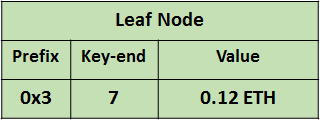 Leaf Node
Prefix Key-end Value
0x3 7 0.12 ETH